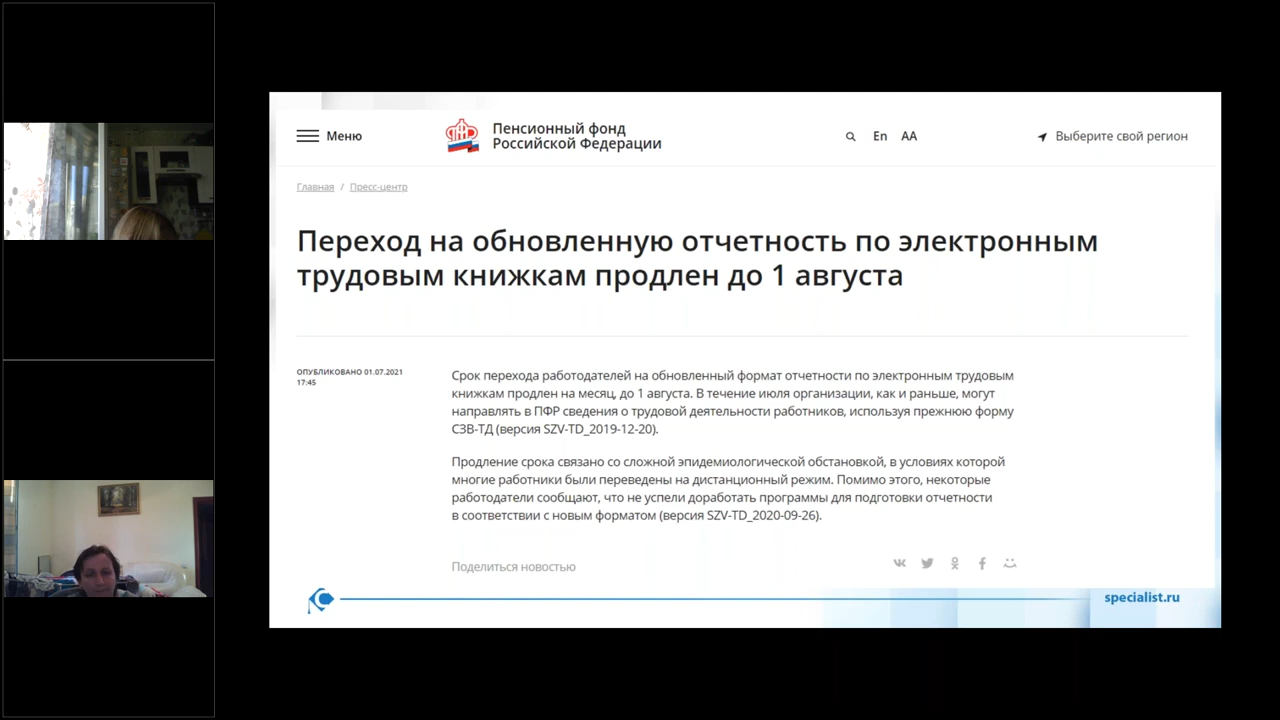 Меню
Пенсионный фонд
Российской Федерации
En AA
Выберите свой регион
Главная / Пресс-центр
Переход на обновленную отчетность по электронным
трудовым книжкам продлен до 1 августа
ОПУБЛИКОВАНО 01.07.2021
17:45
Срок перехода работодателей на обновленный формат отчетности по электронным трудовым
книжкам продлен на месяц, до 1 августа. В течение июля организации, как и раньше, могут
направлять в ПФР сведения о трудовой деятельности работников, используя прежнюю форму
СЗВ-ТД (версия SZV-TD_2019-12-20).
Продление срока связано со сложной эпидемиологической обстановкой, в условиях которой
многие работники были переведены на дистанционный режим. Помимо этого, некоторые
работодатели сообщают, что не успели доработать программы для подготовки отчетности
в соответствии с новым форматом (версия SZV-TD_2020-09-26).
Поделиться новостью
specialist.ru